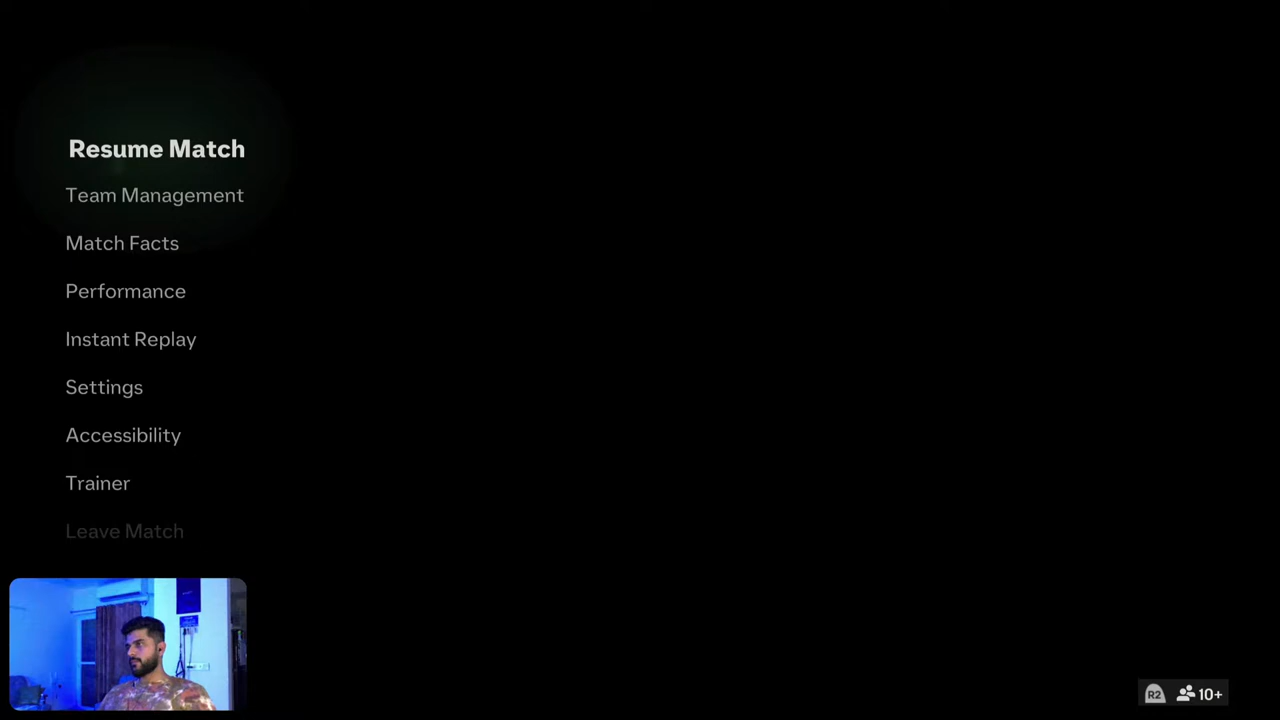 Resume Match
Team Management
Match Facts
Performance
Instant Replay
Settings
Accessibility
Trainer
Leave Match
R2 10+